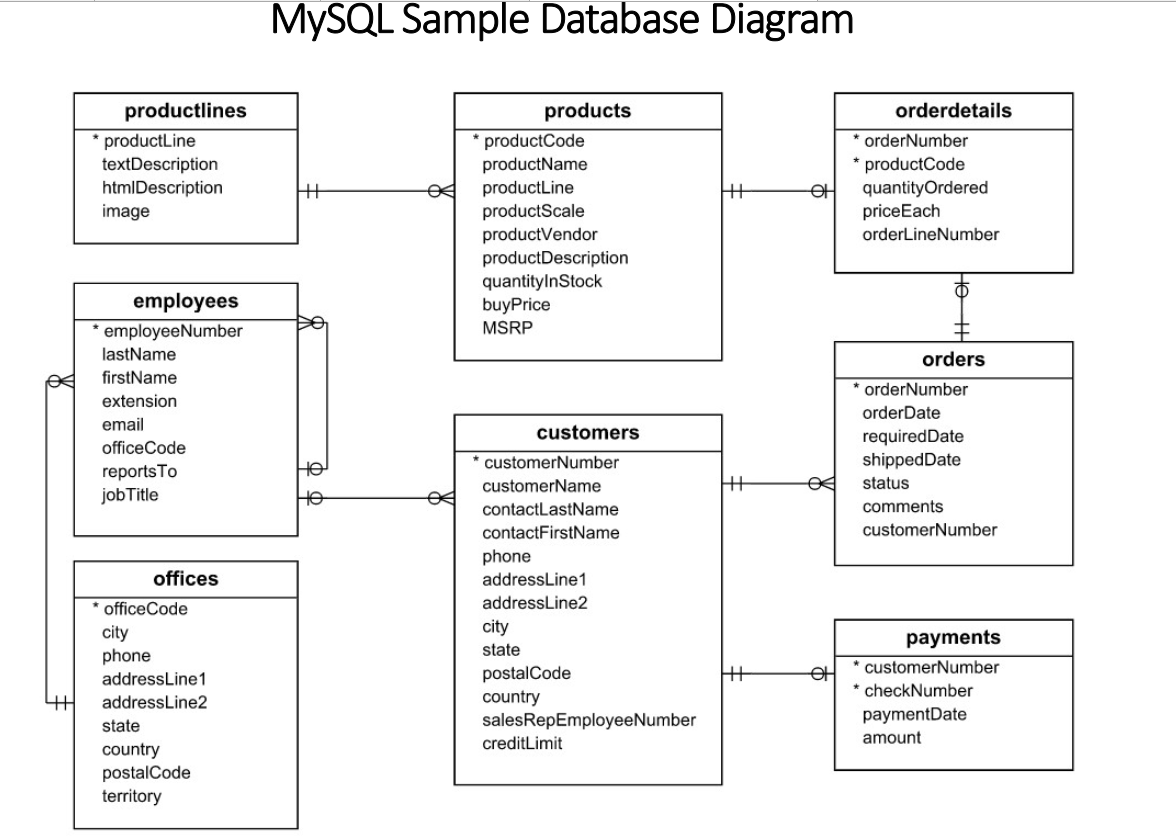 MySQL Sample Database Diagram
productlines
* productLine
textDescription
htmlDescription
image
products
* productCode
productName
productLine
productScale
productVendor
productDescription
quantityInStock
buyPrice
MSRP
orderdetails
* orderNumber
* productCode
quantityOrdered
priceEach
orderLineNumber
employees
* employeeNumber
lastName
firstName
extension
email
officeCode
reportsTo
jobTitle
customers
* customerNumber
customerName
contactLastName
contactFirstName
phone
addressLine1
addressLine2
city
state
postalCode
country
salesRepEmployeeNumber
creditLimit
orders
* orderNumber
orderDate
requiredDate
shippedDate
status
comments
customerNumber
offices
* officeCode
city
phone
addressLine1
addressLine2
state
country
postalCode
territory
payments
* customerNumber
* checkNumber
paymentDate
amount